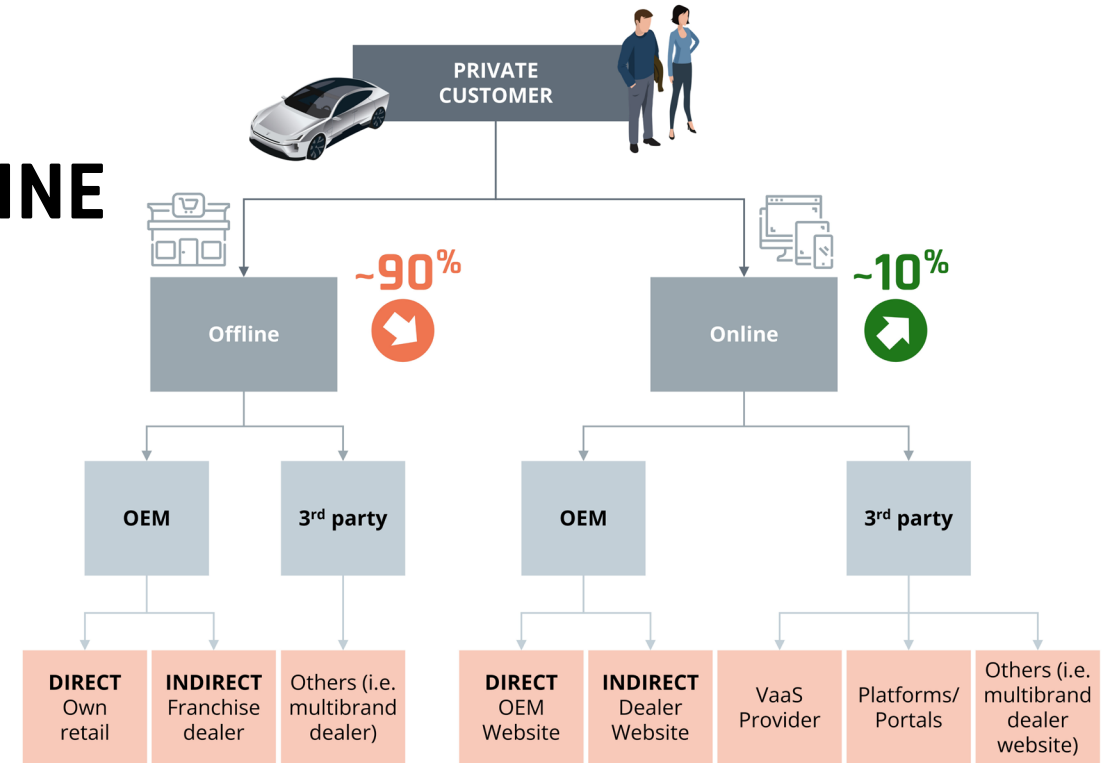 PRIVATE
CUSTOMER
INE
~90%
~10%
Offline
Online
OEM
3rd party
OEM
3rd party
DIRECT
Own
retail
INDIRECT
Franchise
dealer
Others (i.e.
multibrand
dealer)
DIRECT
OEM
Website
INDIRECT
Dealer
Website
VaaS
Provider
Platforms/
Portals
Others (i.e.
multibrand
dealer
website)